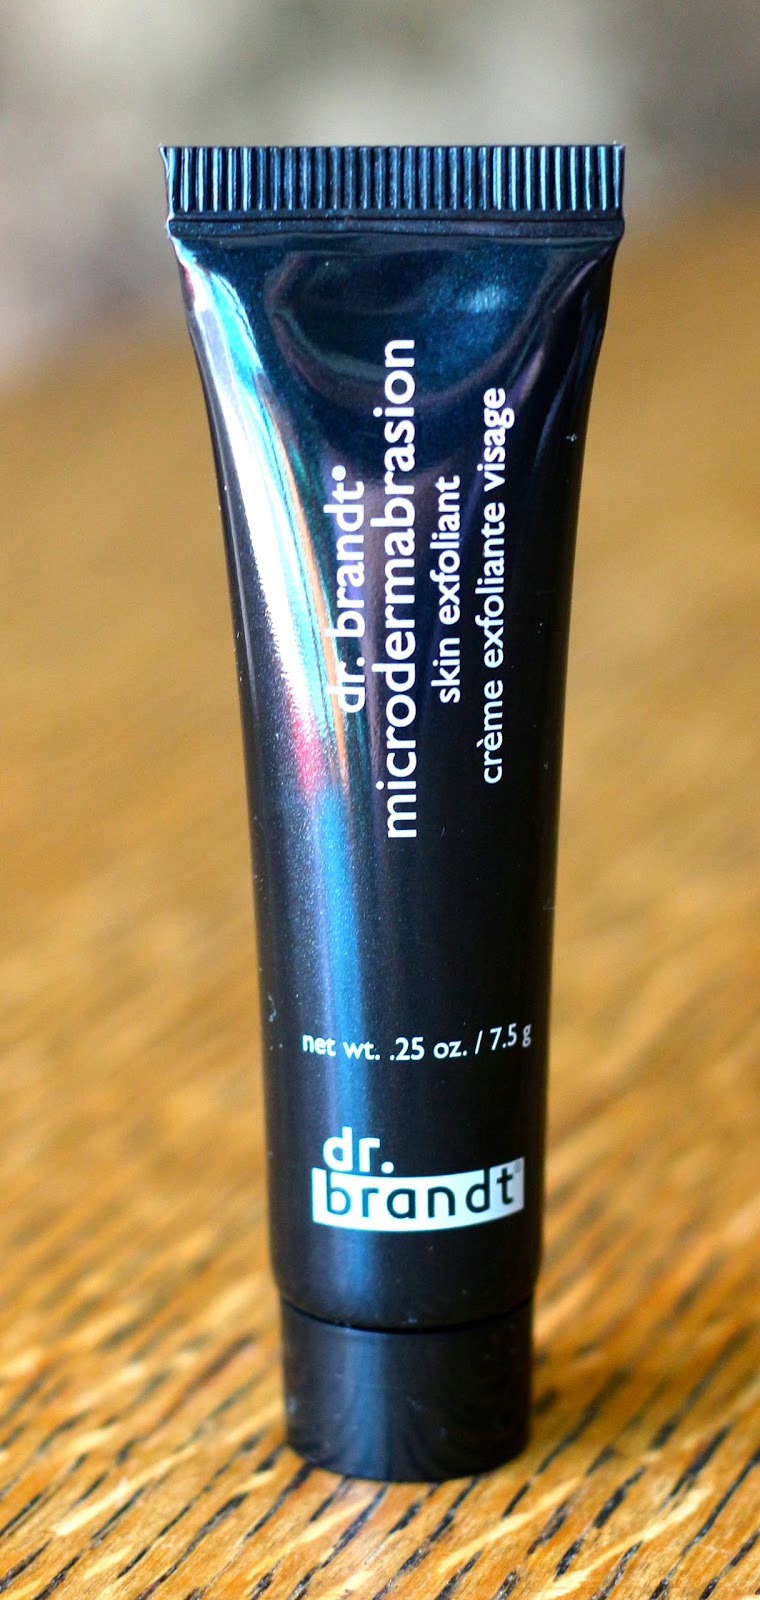 dr. brandt®
microdermabrasion
skin exfoliant
crème exfoliante visage
net wt. .25 oz. / 7.5 g
dr.
brandt®